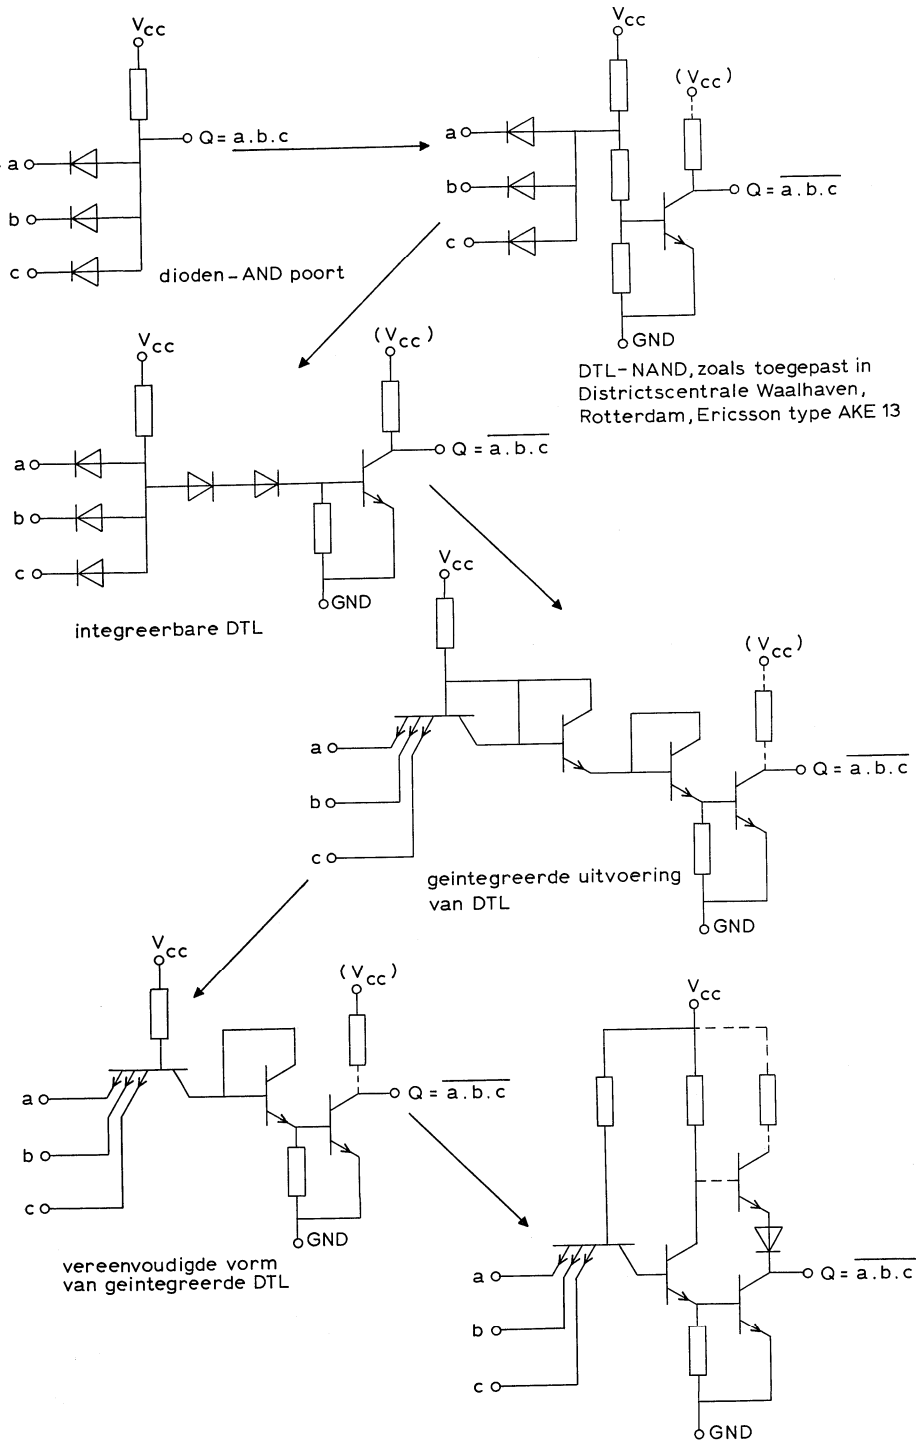 Vcc
Q = a.b.c
a
b
c
dioden-AND poort
Vcc
(Vcc)
a
b
c
Q = a.b.c
GND
DTL-NAND, zoals toegepast in
Districtscentrale Waalhaven,
Rotterdam, Ericsson type AKE 13
Vcc
(Vcc)
a
b
c
Q = a.b.c
GND
integreerbare DTL
Vcc
(Vcc)
a
b
c
Q = a.b.c
GND
geintegreerde uitvoering
van DTL
Vcc
(Vcc)
a
b
c
Q = a.b.c
GND
vereenvoudigde vorm
van geintegreerde DTL
Vcc
a
b
c
Q = a.b.c
GND